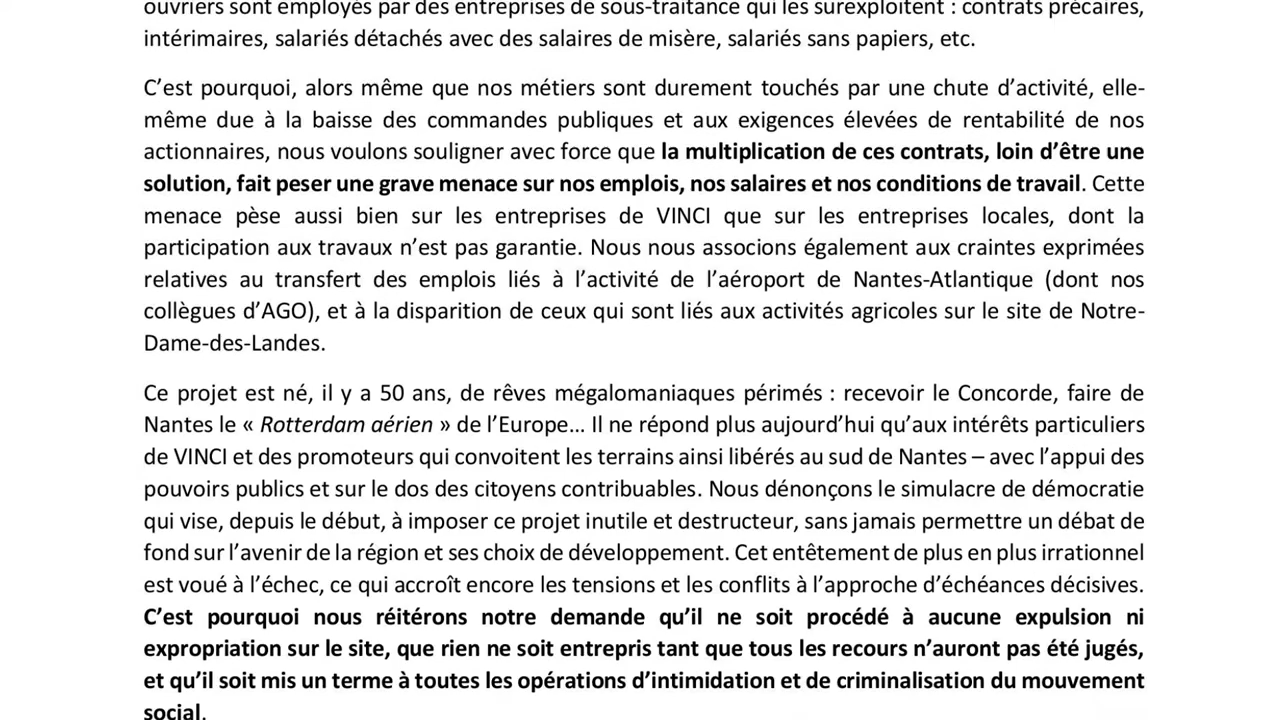 ouvriers sont employés par des entreprises de sous-traitance qui les surexploitent : contrats précaires,
intérimaires, salariés détachés avec des salaires de misère, salariés sans papiers, etc.
C’est pourquoi, alors même que nos métiers sont durement touchés par une chute d’activité, elle-
même due à la baisse des commandes publiques et aux exigences élevées de rentabilité de nos
actionnaires, nous voulons souligner avec force que la multiplication de ces contrats, loin d’être une
solution, fait peser une grave menace sur nos emplois, nos salaires et nos conditions de travail. Cette
menace pèse aussi bien sur les entreprises de VINCI que sur les entreprises locales, dont la
participation aux travaux n’est pas garantie. Nous nous associons également aux craintes exprimées
relatives au transfert des emplois liés à l’activité de l’aéroport de Nantes-Atlantique (dont nos
collègues d’AGO), et à la disparition de ceux qui sont liés aux activités agricoles sur le site de Notre-
Dame-des-Landes.
Ce projet est né, il y a 50 ans, de rêves mégalomaniaques périmés : recevoir le Concorde, faire de
Nantes le « Rotterdam aérien » de l’Europe… Il ne répond plus aujourd’hui qu’aux intérêts particuliers
de VINCI et des promoteurs qui convoitent les terrains ainsi libérés au sud de Nantes – avec l’appui des
pouvoirs publics et sur le dos des citoyens contribuables. Nous dénonçons le simulacre de démocratie
qui vise, depuis le début, à imposer ce projet inutile et destructeur, sans jamais permettre un débat de
fond sur l’avenir de la région et ses choix de développement. Cet entêtement de plus en plus irrationnel
est voué à l’échec, ce qui accroît encore les tensions et les conflits à l’approche d’échéances décisives.
C’est pourquoi nous réitérons notre demande qu’il ne soit procédé à aucune expulsion ni
expropriation sur le site, que rien ne soit entrepris tant que tous les recours n’auront pas été jugés,
et qu’il soit mis un terme à toutes les opérations d’intimidation et de criminalisation du mouvement
social.